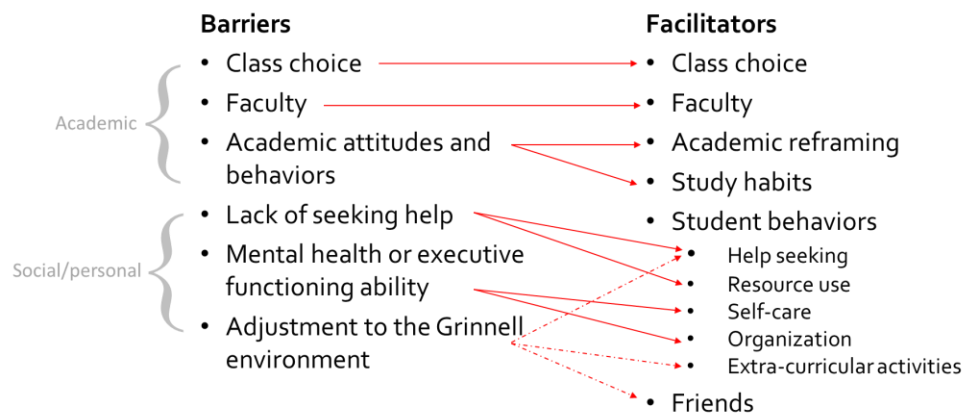 Barriers
• Class choice
• Faculty
• Academic attitudes and
behaviors
• Lack of seeking help
• Mental health or executive
functioning ability
• Adjustment to the Grinnell
environment
Academic
Social/personal
Facilitators
• Class choice
• Faculty
• Academic reframing
• Study habits
• Student behaviors
• Help seeking
• Resource use
• Self-care
• Organization
• Extra-curricular activities
• Friends